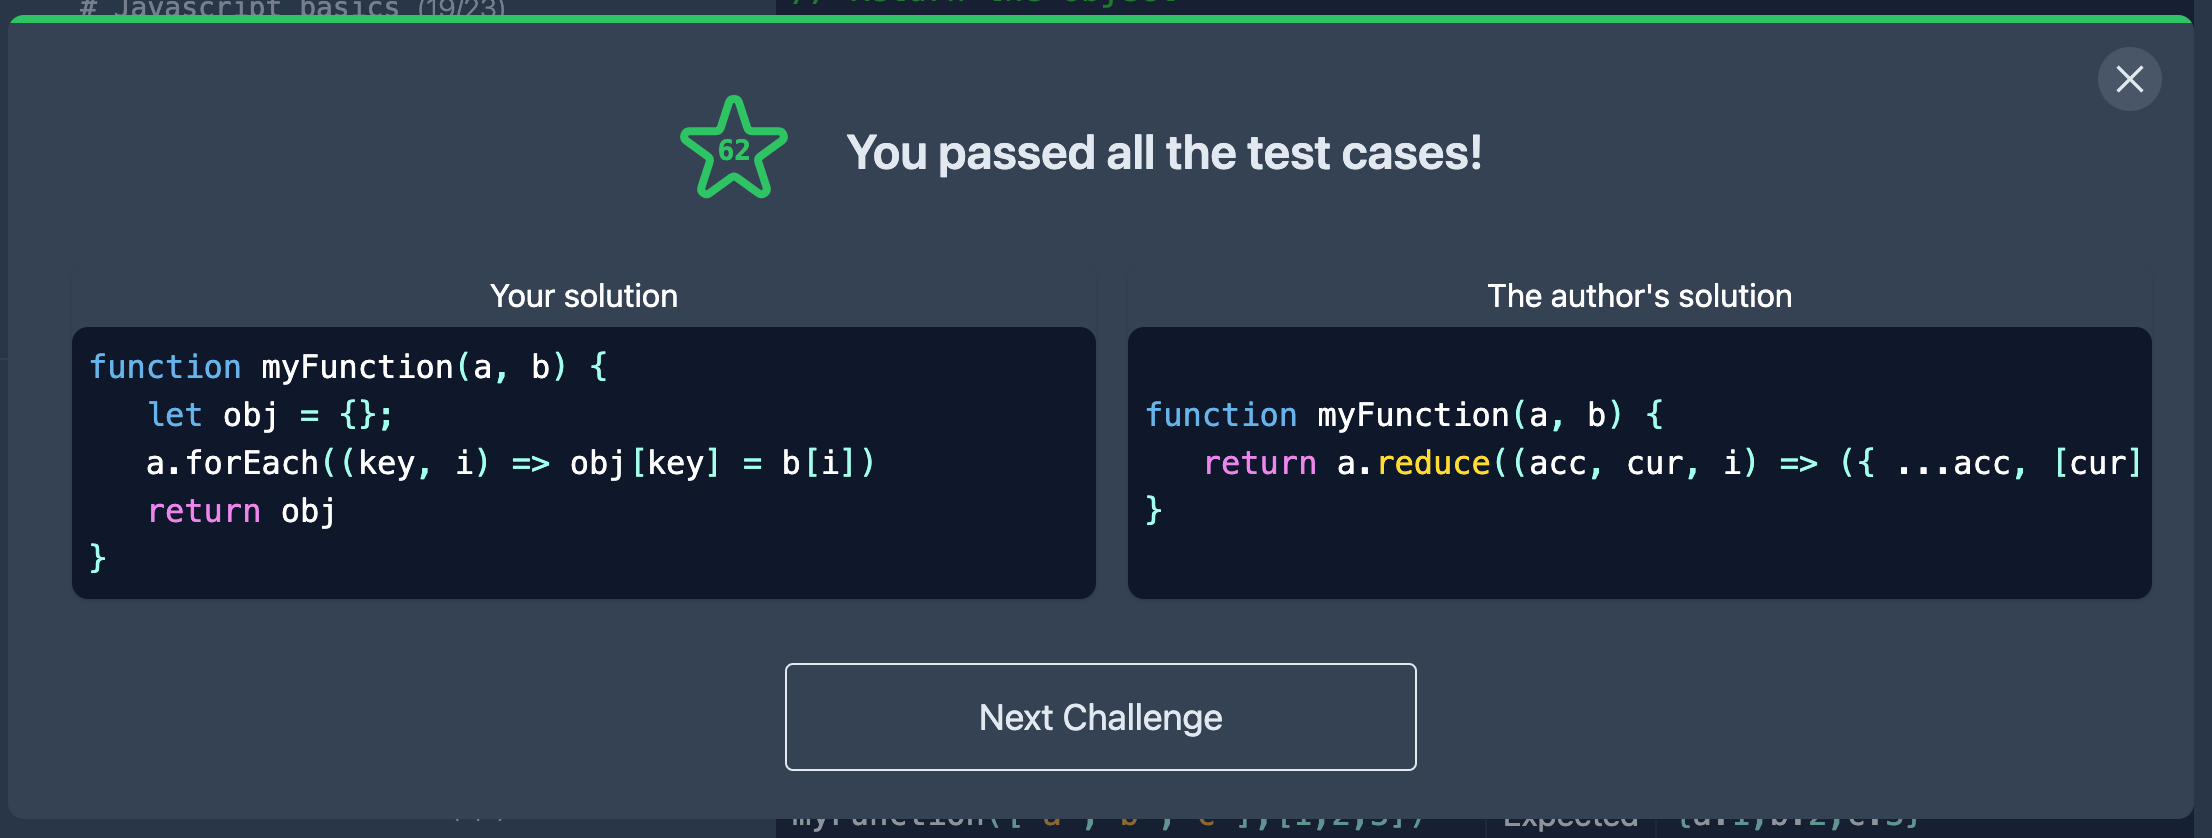 # Javascript basics (19/23)
// Return the object
62
You passed all the test cases!
Your solution
function myFunction(a, b) {
let obj = {};
a.forEach((key, i) => obj[key] = b[i])
return obj
}
The author's solution
function myFunction(a, b) {
return a.reduce((acc, cur, i) => ({ ...acc, [cur]
}
Next Challenge
myFunction(['a','b','c'],[1,2,3])
Expected
{a:1,b:2,c:3}